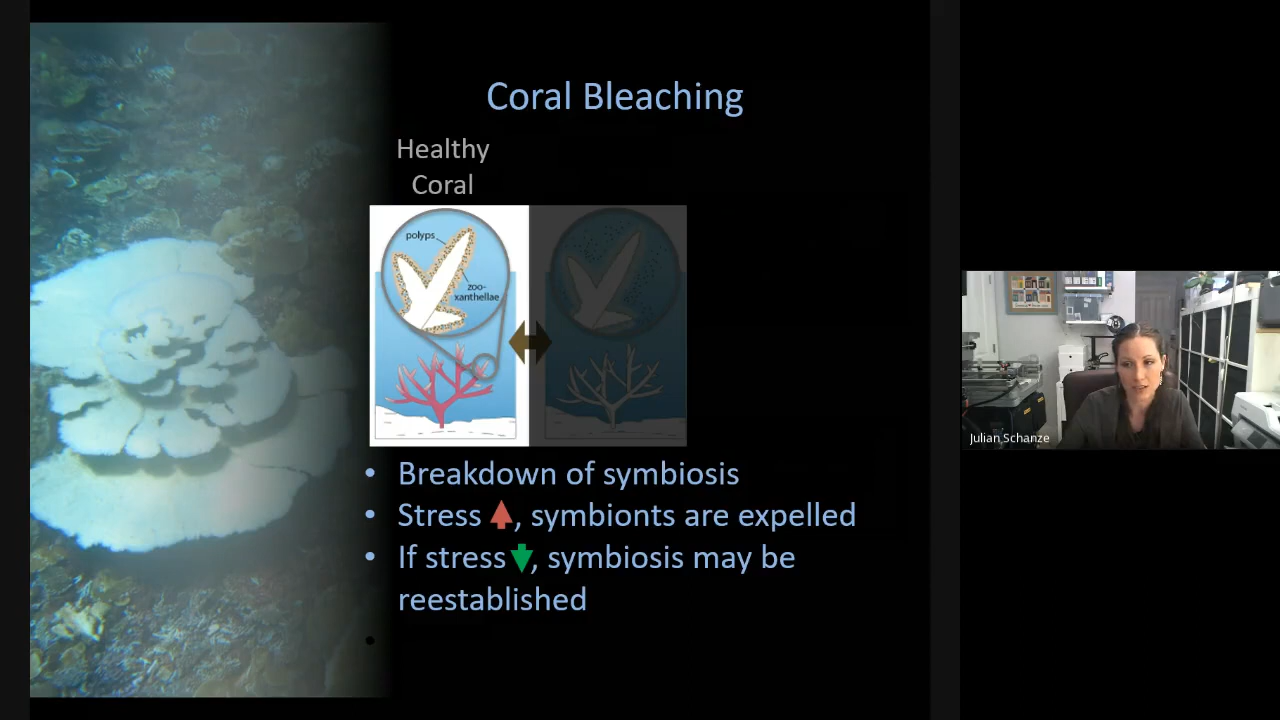 Coral Bleaching
Healthy
Coral
polyps
zoo-
xanthellae
• Breakdown of symbiosis
• Stress , symbionts are expelled
• If stress , symbiosis may be
reestablished
•
Julian Schanze